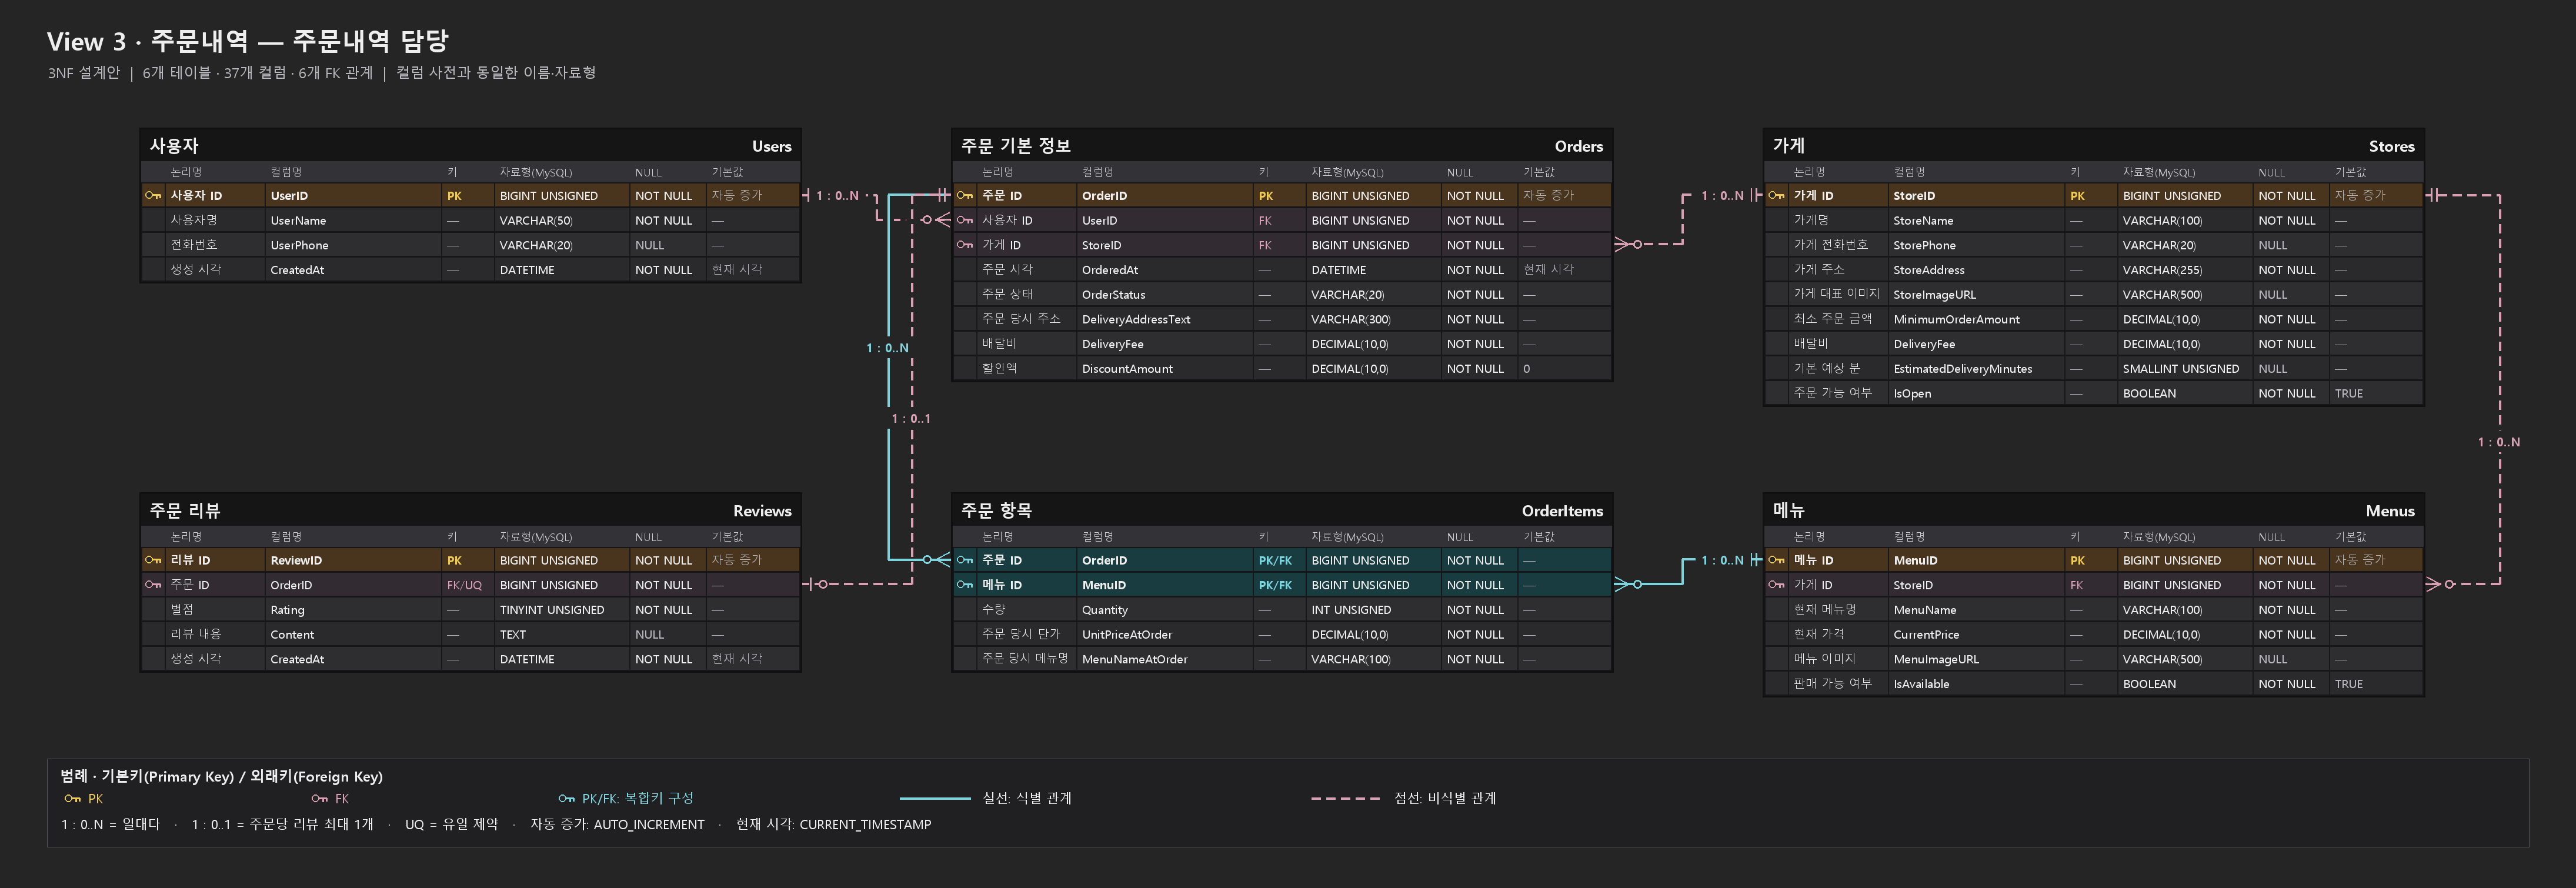 View 3 · 주문내역 — 주문내역 담당
3NF 설계안 | 6개 테이블 · 37개 컬럼 · 6개 FK 관계 | 컬럼 사전과 동일한 이름·자료형
사용자 Users
논리명 컬럼명 키 자료형(MySQL) NULL 기본값
사용자 ID UserID PK BIGINT UNSIGNED NOT NULL 자동 증가
사용자명 UserName — VARCHAR(50) NOT NULL —
전화번호 UserPhone — VARCHAR(20) NULL —
생성 시각 CreatedAt — DATETIME NOT NULL 현재 시각
1 : 0..N
주문 기본 정보 Orders
논리명 컬럼명 키 자료형(MySQL) NULL 기본값
주문 ID OrderID PK BIGINT UNSIGNED NOT NULL 자동 증가
사용자 ID UserID FK BIGINT UNSIGNED NOT NULL —
가게 ID StoreID FK BIGINT UNSIGNED NOT NULL —
주문 시각 OrderedAt — DATETIME NOT NULL 현재 시각
주문 상태 OrderStatus — VARCHAR(20) NOT NULL —
주문 당시 주소 DeliveryAddressText — VARCHAR(300) NOT NULL —
배달비 DeliveryFee — DECIMAL(10,0) NOT NULL —
할인액 DiscountAmount — DECIMAL(10,0) NOT NULL 0
1 : 0..N
가게 Stores
논리명 컬럼명 키 자료형(MySQL) NULL 기본값
가게 ID StoreID PK BIGINT UNSIGNED NOT NULL 자동 증가
가게명 StoreName — VARCHAR(100) NOT NULL —
가게 전화번호 StorePhone — VARCHAR(20) NULL —
가게 주소 StoreAddress — VARCHAR(255) NOT NULL —
가게 대표 이미지 StoreImageURL — VARCHAR(500) NULL —
최소 주문 금액 MinimumOrderAmount — DECIMAL(10,0) NOT NULL —
배달비 DeliveryFee — DECIMAL(10,0) NOT NULL —
기본 예상 분 EstimatedDeliveryMinutes — SMALLINT UNSIGNED NULL —
주문 가능 여부 IsOpen — BOOLEAN NOT NULL TRUE
1 : 0..N
1 : 0..1
1 : 0..N
주문 리뷰 Reviews
논리명 컬럼명 키 자료형(MySQL) NULL 기본값
리뷰 ID ReviewID PK BIGINT UNSIGNED NOT NULL 자동 증가
주문 ID OrderID FK/UQ BIGINT UNSIGNED NOT NULL —
별점 Rating — TINYINT UNSIGNED NOT NULL —
리뷰 내용 Content — TEXT NULL —
생성 시각 CreatedAt — DATETIME NOT NULL 현재 시각
주문 항목 OrderItems
논리명 컬럼명 키 자료형(MySQL) NULL 기본값
주문 ID OrderID PK/FK BIGINT UNSIGNED NOT NULL —
메뉴 ID MenuID PK/FK BIGINT UNSIGNED NOT NULL —
수량 Quantity — INT UNSIGNED NOT NULL —
주문 당시 단가 UnitPriceAtOrder — DECIMAL(10,0) NOT NULL —
주문 당시 메뉴명 MenuNameAtOrder — VARCHAR(100) NOT NULL —
1 : 0..N
메뉴 Menus
논리명 컬럼명 키 자료형(MySQL) NULL 기본값
메뉴 ID MenuID PK BIGINT UNSIGNED NOT NULL 자동 증가
가게 ID StoreID FK BIGINT UNSIGNED NOT NULL —
현재 메뉴명 MenuName — VARCHAR(100) NOT NULL —
현재 가격 CurrentPrice — DECIMAL(10,0) NOT NULL —
메뉴 이미지 MenuImageURL — VARCHAR(500) NULL —
판매 가능 여부 IsAvailable — BOOLEAN NOT NULL TRUE
범례 · 기본키(Primary Key) / 외래키(Foreign Key)
PK FK PK/FK: 복합키 구성 실선: 식별 관계 점선: 비식별 관계
1 : 0..N = 일대다 · 1 : 0..1 = 주문당 리뷰 최대 1개 · UQ = 유일 제약 · 자동 증가: AUTO_INCREMENT · 현재 시각: CURRENT_TIMESTAMP